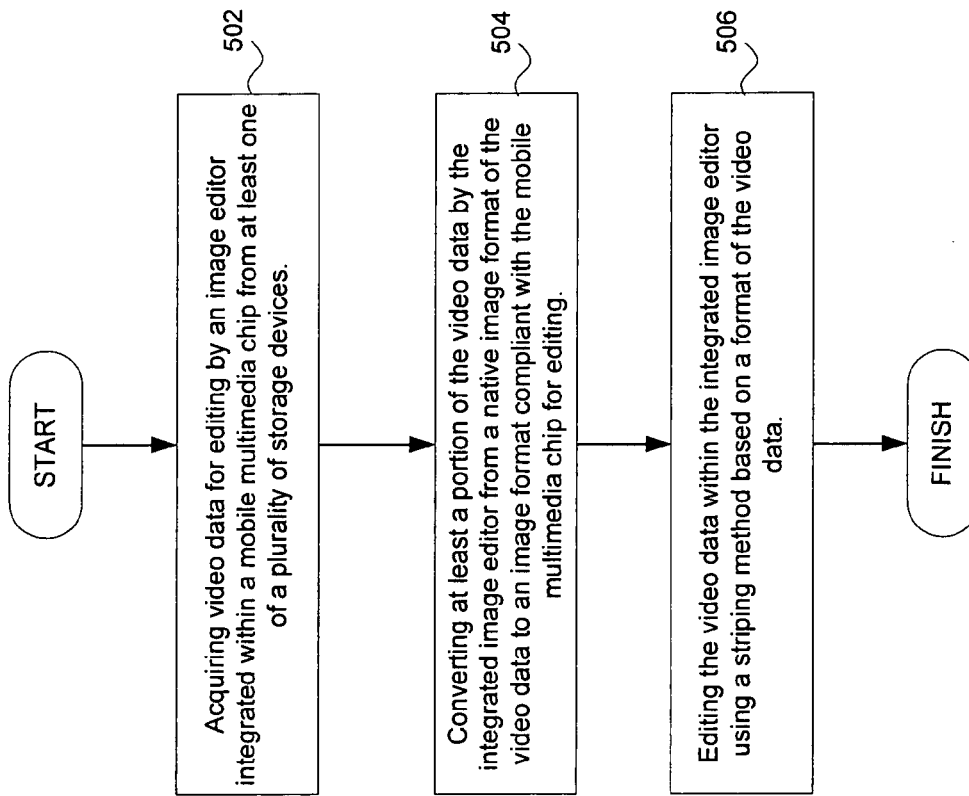 START
Acquiring video data for editing by an image editor
integrated within a mobile multimedia chip from at least one
of a plurality of storage devices.
502
Converting at least a portion of the video data by the
integrated image editor from a native image format of the
video data to an image format compliant with the mobile
multimedia chip for editing.
504
Editing the video data within the integrated image editor
using a striping method based on a format of the video
data.
506
FINISH